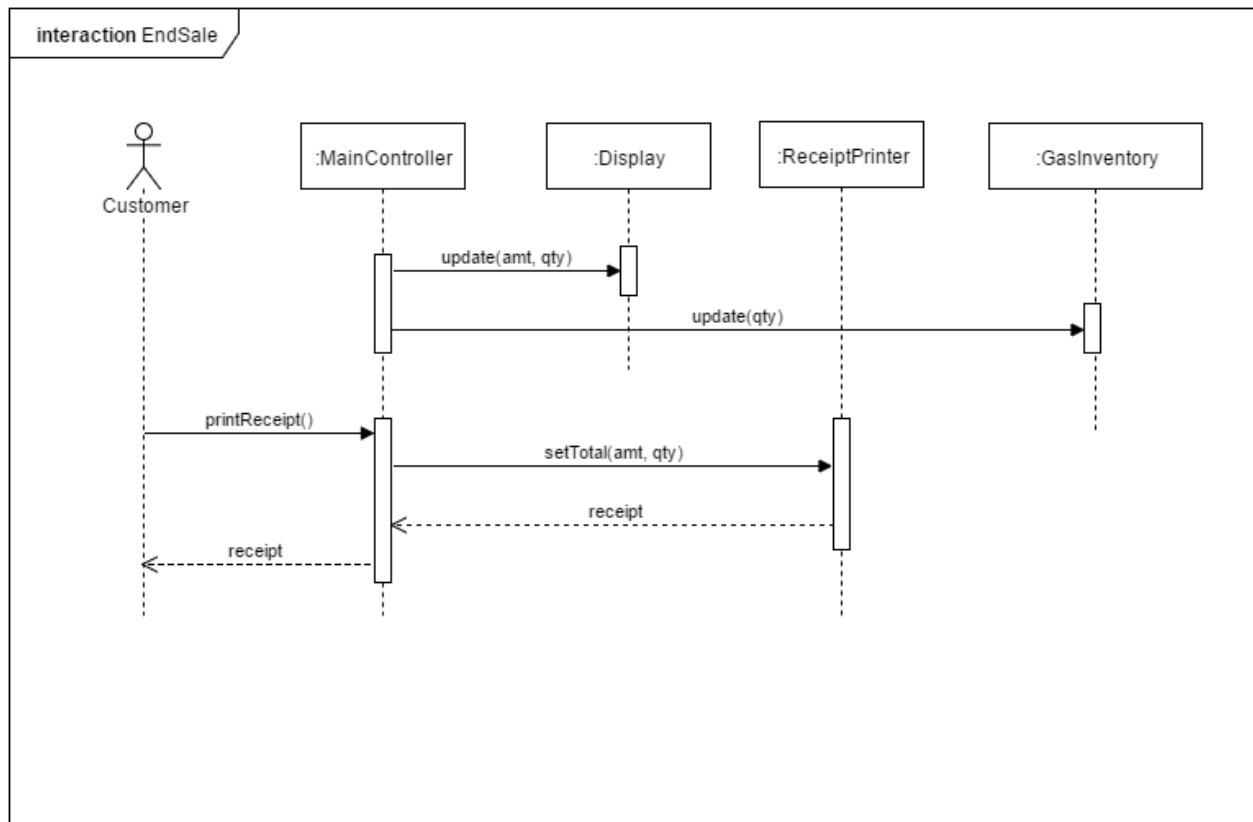 interaction EndSale
:MainController
:Display
:ReceiptPrinter
:GasInventory
Customer
update(amt, qty)
update(qty)
printReceipt()
setTotal(amt, qty)
receipt
receipt